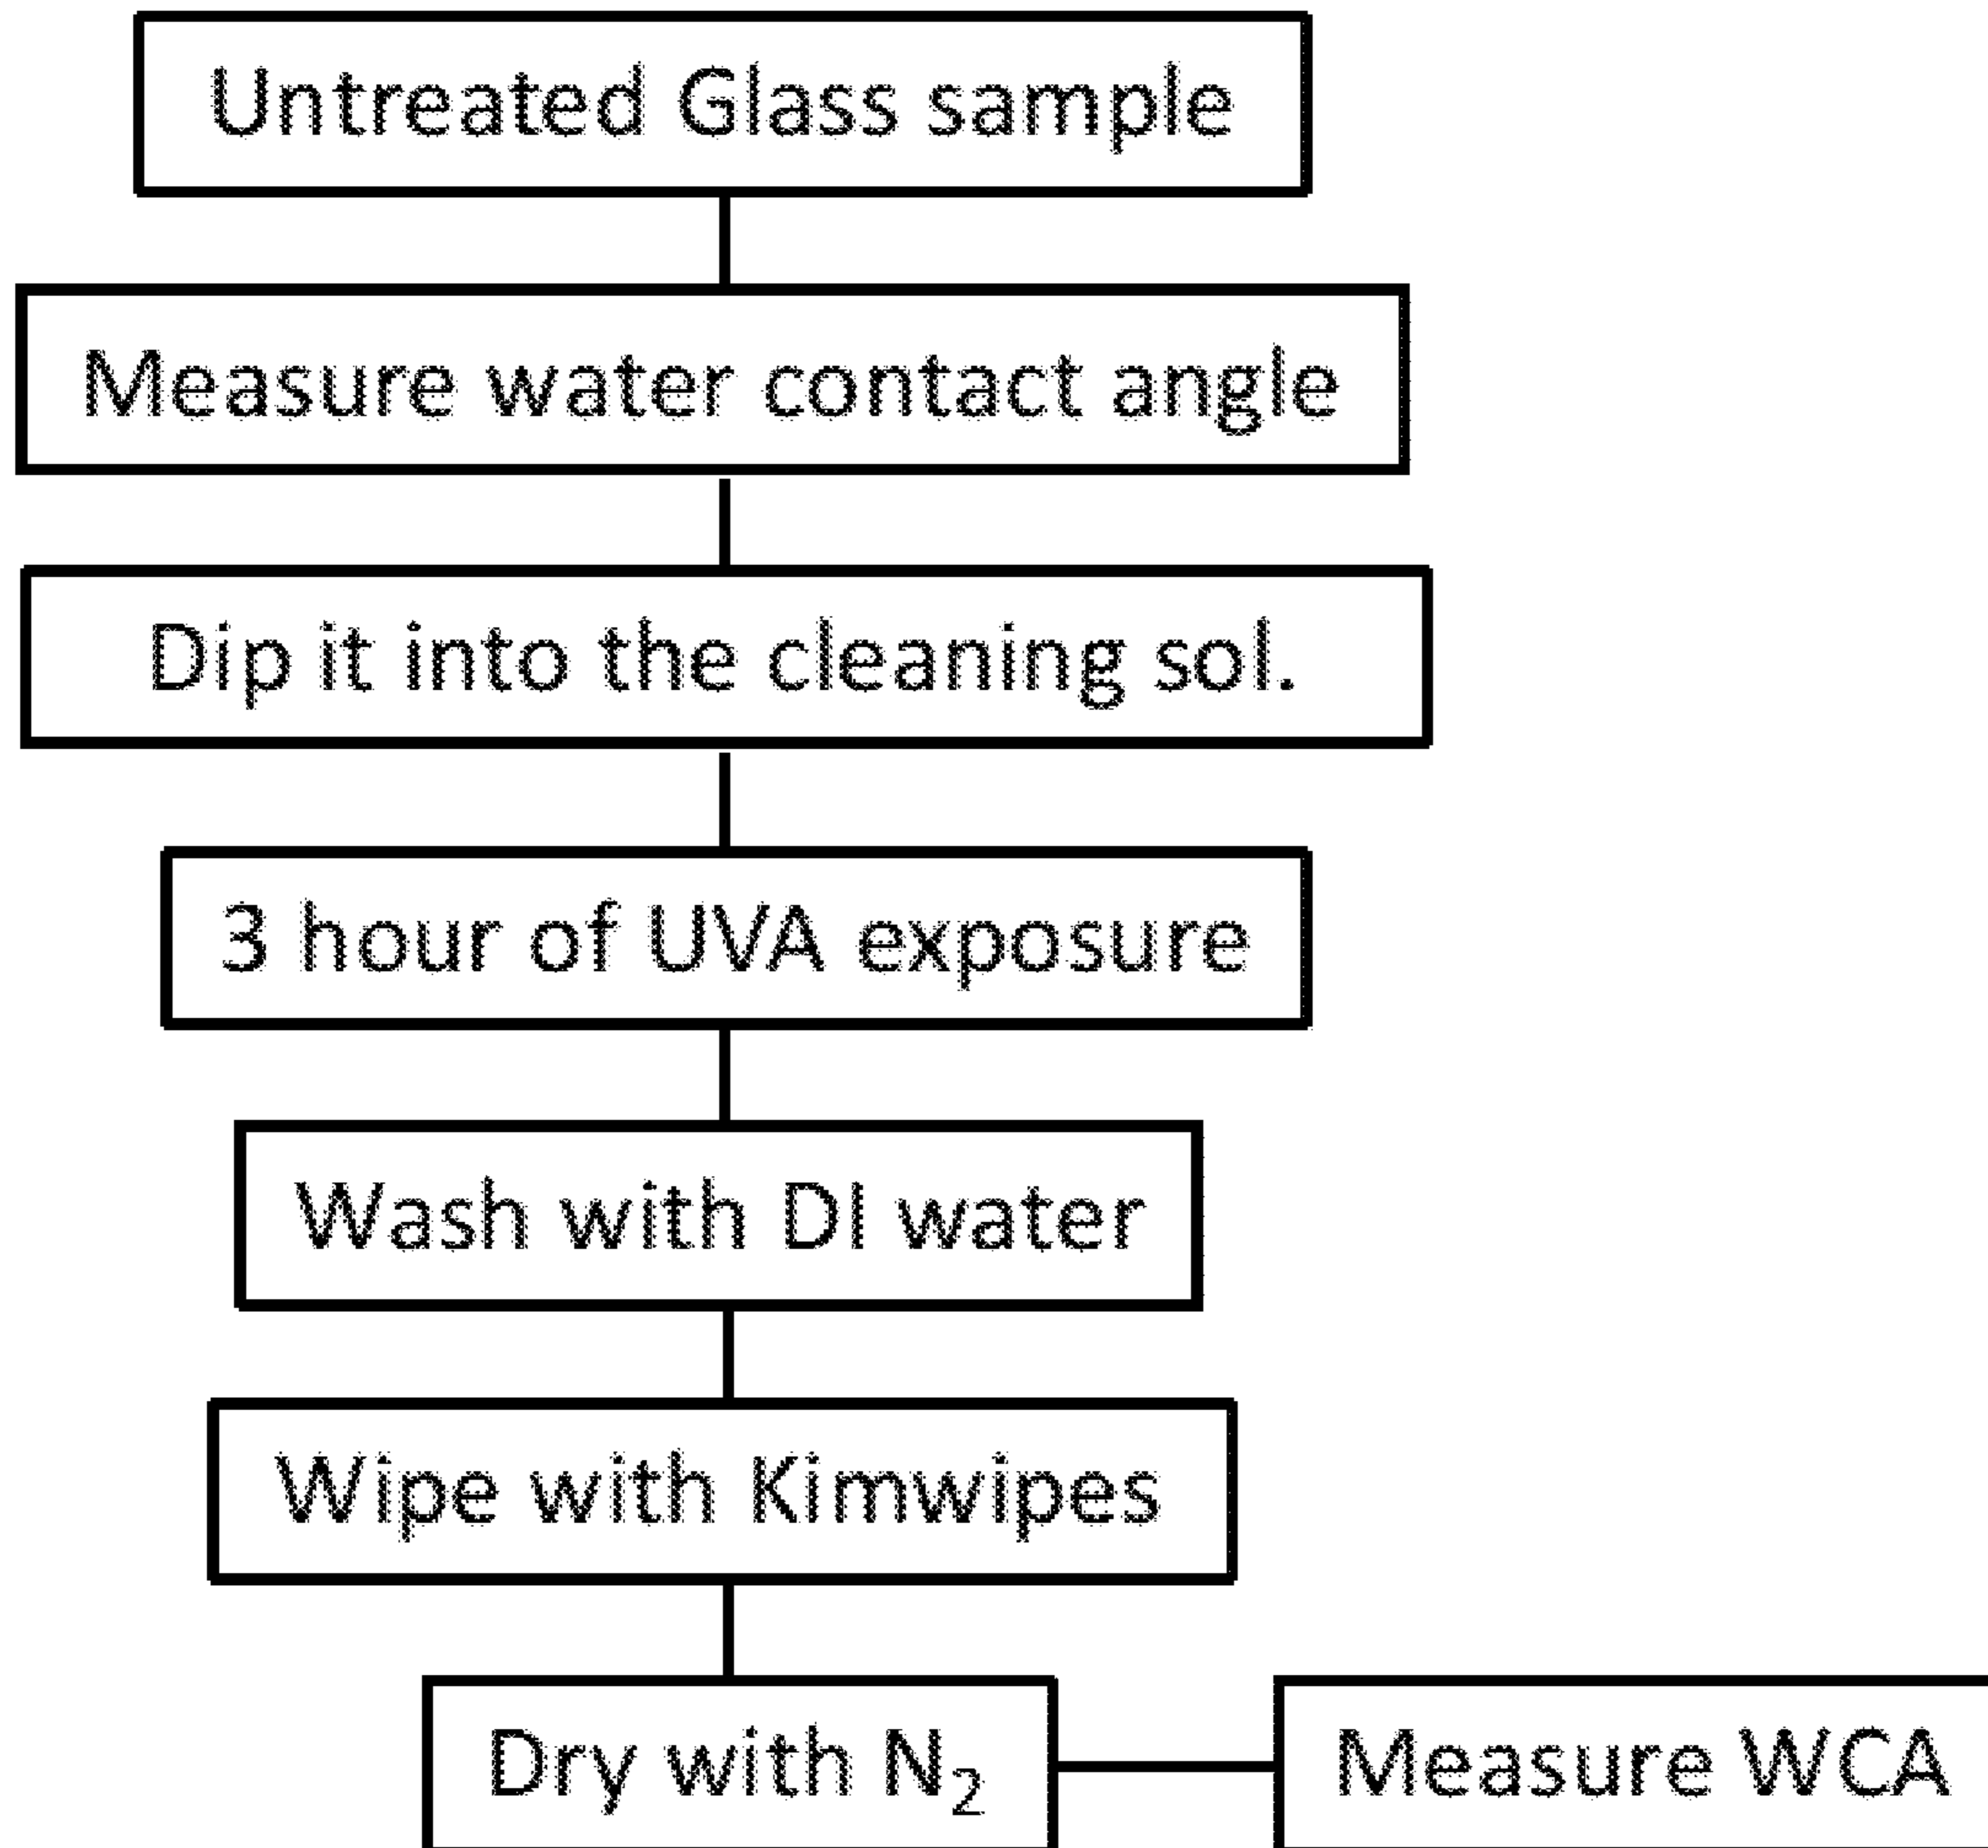 Untreated Glass sample
Measure water contact angle
Dip it into the cleaning sol.
3 hour of UVA exposure
Wash with DI water
Wipe with Kimwipes
Dry with N₂
Measure WCA